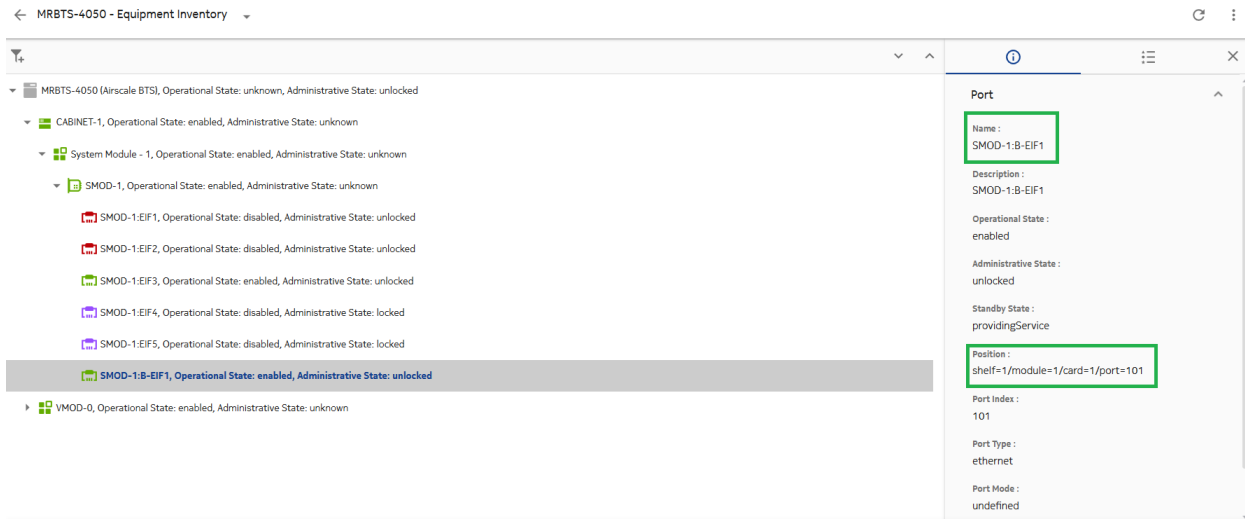 MRBTS-4050 - Equipment Inventory
MRBTS-4050 (Airscale BTS), Operational State: unknown, Administrative State: unlocked
CABINET-1, Operational State: enabled, Administrative State: unknown
System Module - 1, Operational State: enabled, Administrative State: unknown
SMOD-1, Operational State: enabled, Administrative State: unknown
SMOD-1:EIF1, Operational State: disabled, Administrative State: unlocked
SMOD-1:EIF2, Operational State: disabled, Administrative State: unlocked
SMOD-1:EIF3, Operational State: enabled, Administrative State: unlocked
SMOD-1:EIF4, Operational State: disabled, Administrative State: locked
SMOD-1:EIF5, Operational State: disabled, Administrative State: locked
SMOD-1:B-EIF1, Operational State: enabled, Administrative State: unlocked
VMOD-0, Operational State: enabled, Administrative State: unknown
Port
Name :
SMOD-1:B-EIF1
Description :
SMOD-1:B-EIF1
Operational State :
enabled
Administrative State :
unlocked
Standby State :
providingService
Position :
shelf=1/module=1/card=1/port=101
Port Index :
101
Port Type :
ethernet
Port Mode :
undefined